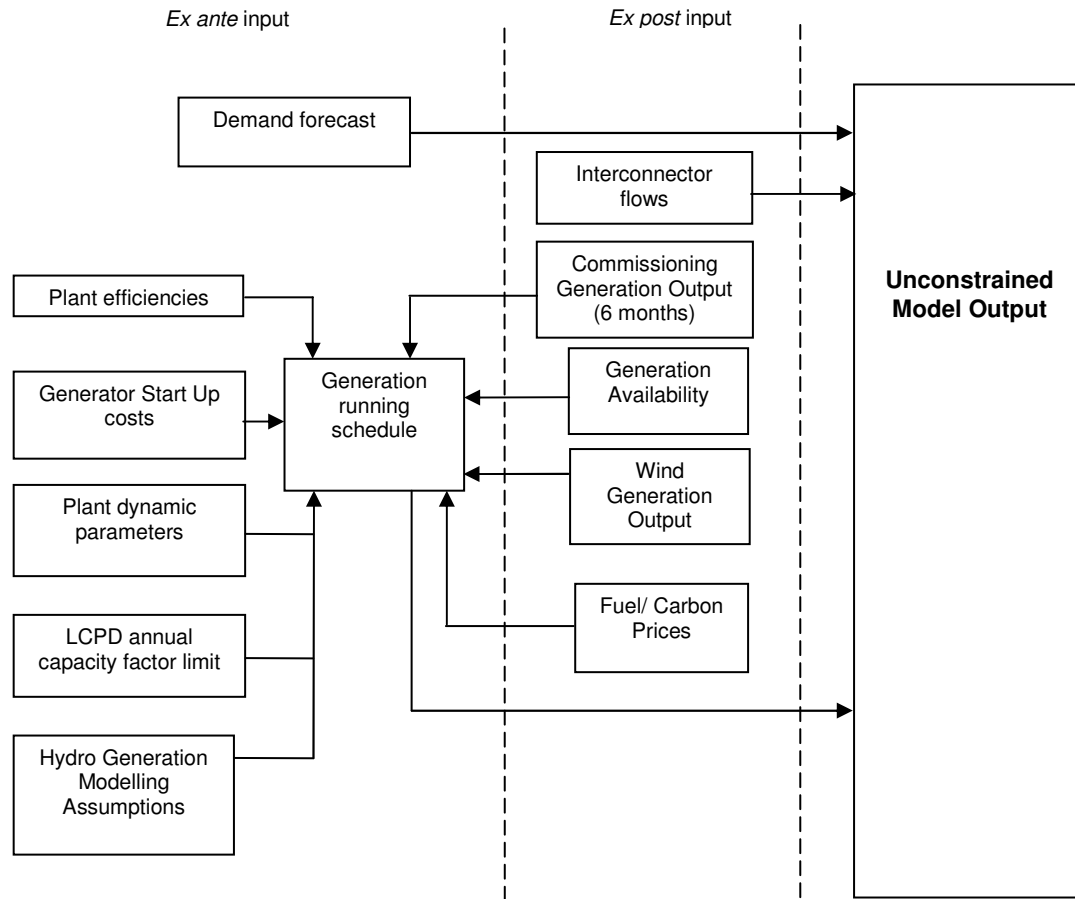 Ex ante input
Ex post input
Demand forecast
Interconnector
flows
Commissioning
Generation Output
(6 months)
Unconstrained
Model Output
Plant efficiencies
Generator Start Up
costs
Generation
running
schedule
Generation
Availability
Plant dynamic
parameters
Wind
Generation
Output
LCPD annual
capacity factor limit
Fuel/ Carbon
Prices
Hydro Generation
Modelling
Assumptions